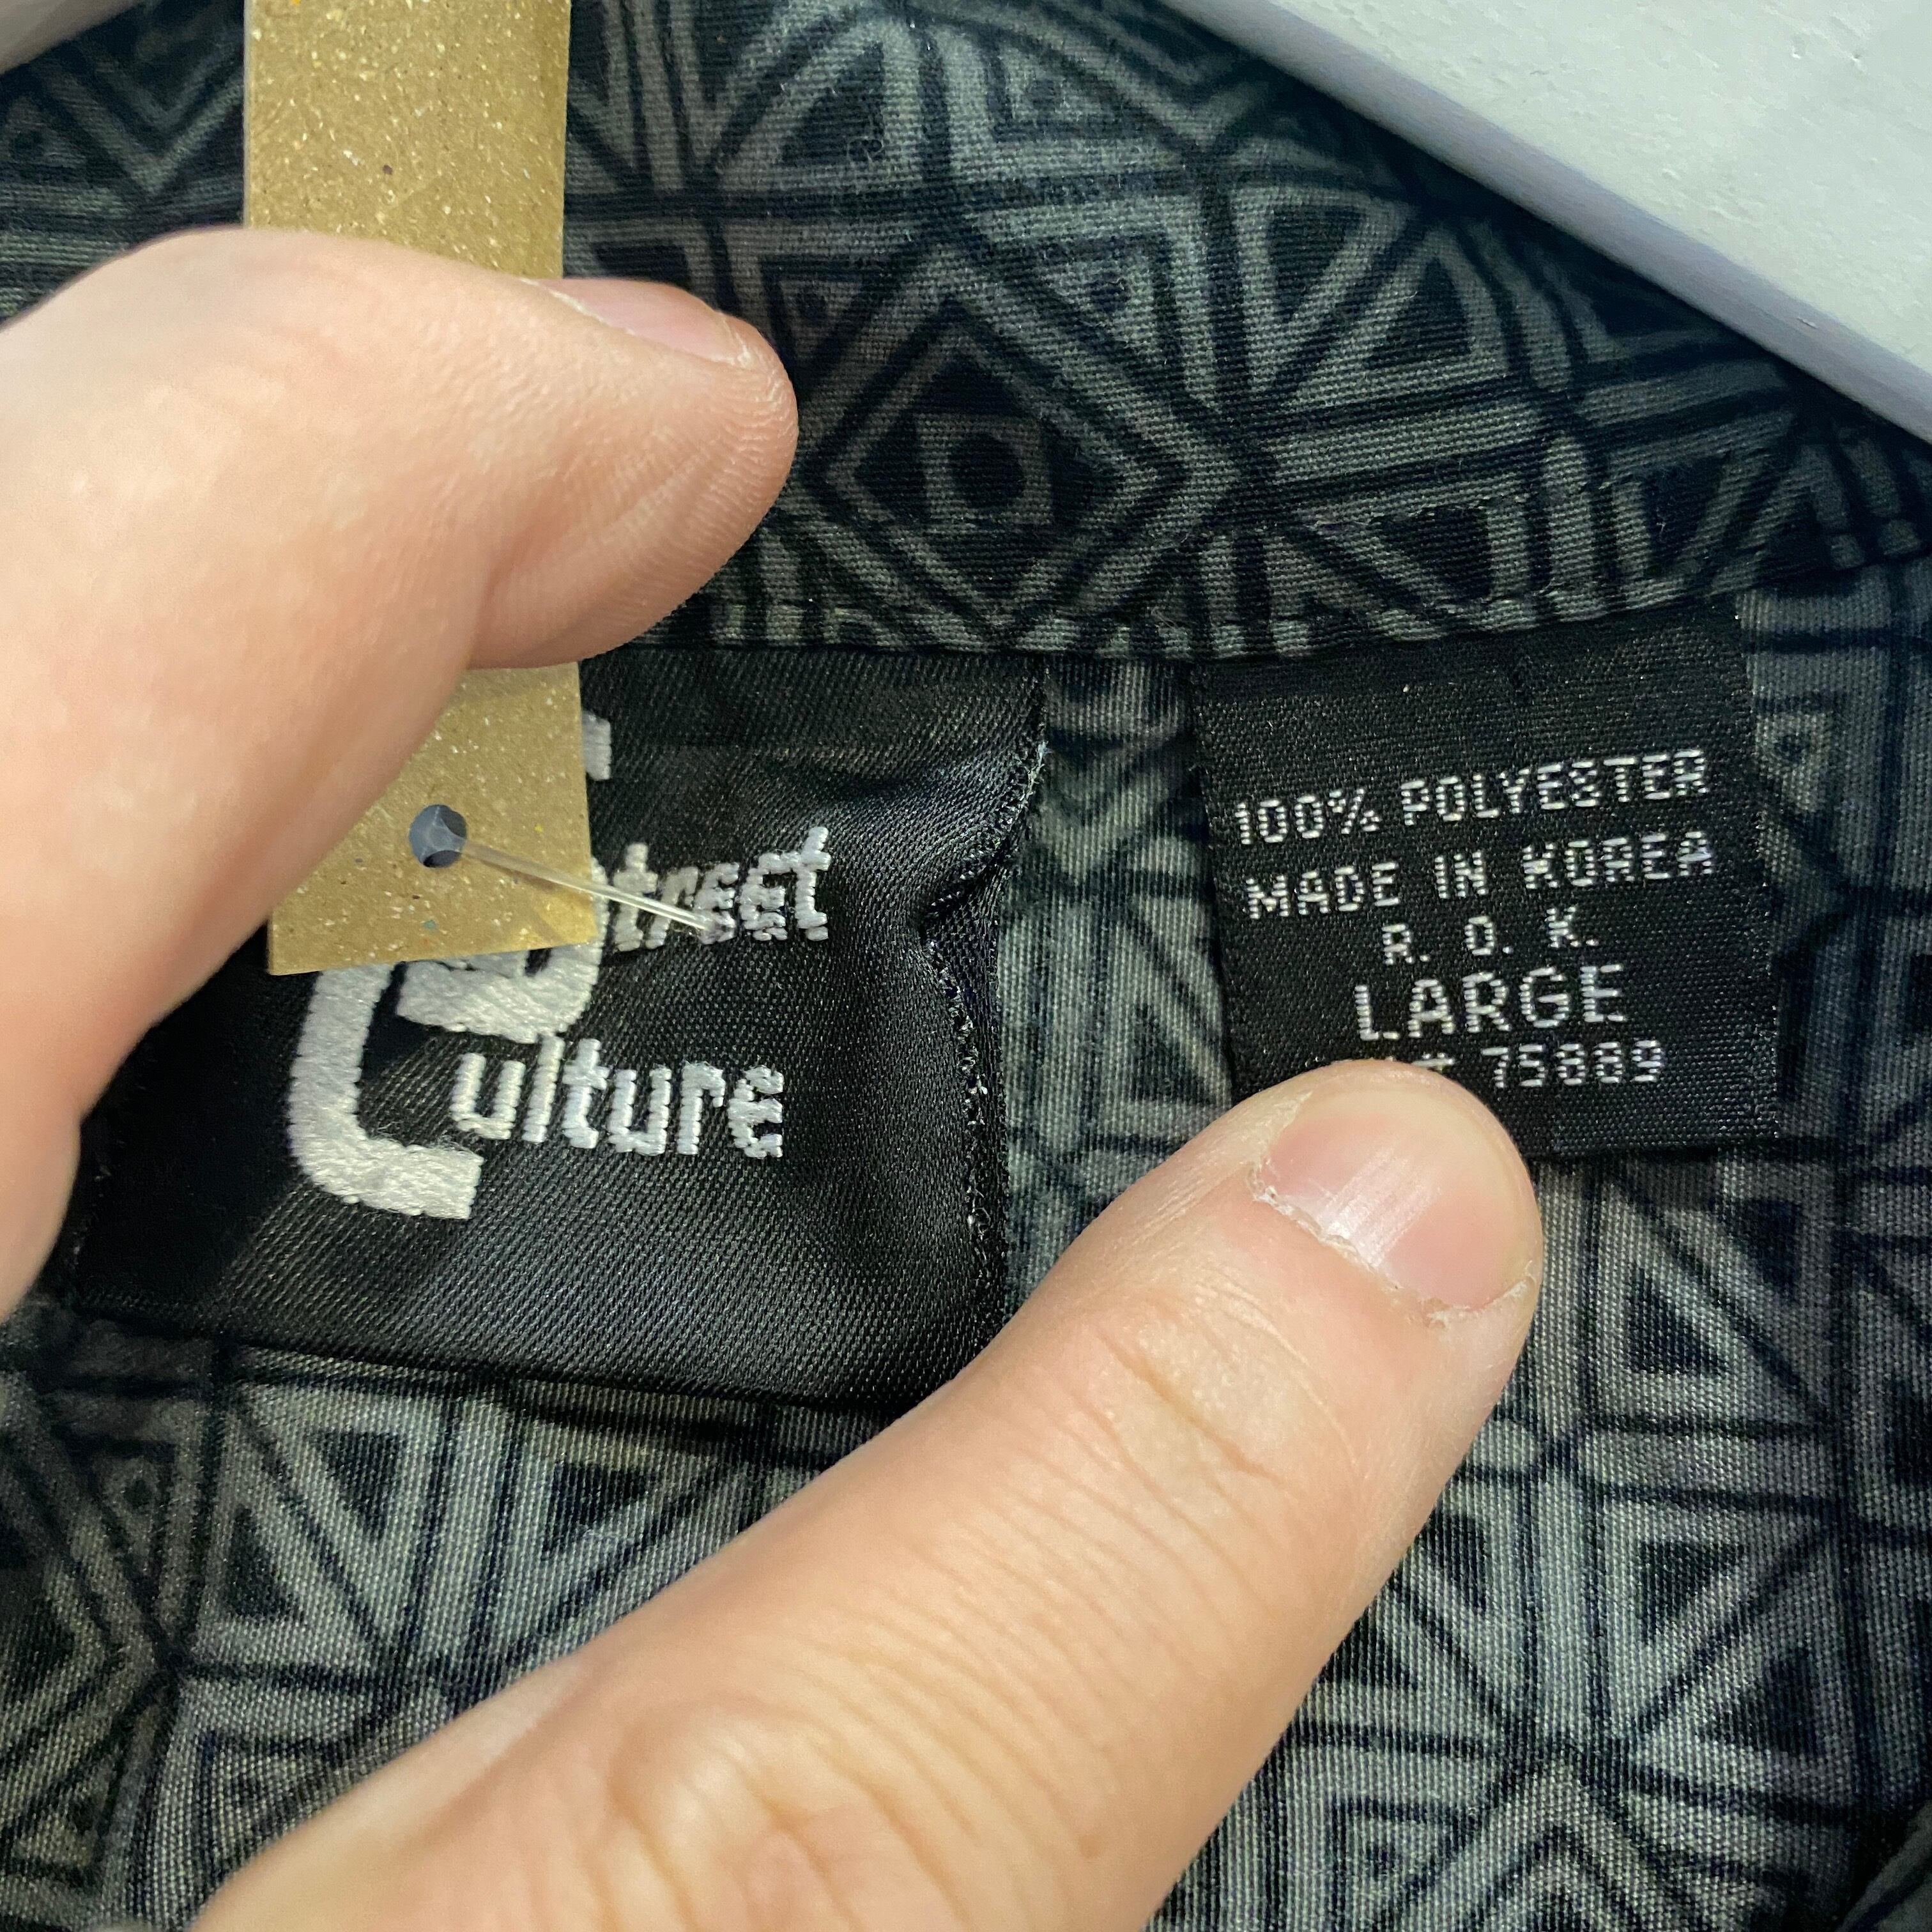 Street
Culture
100% POLYESTER
MADE IN KOREA
R. O. K.
LARGE
75889